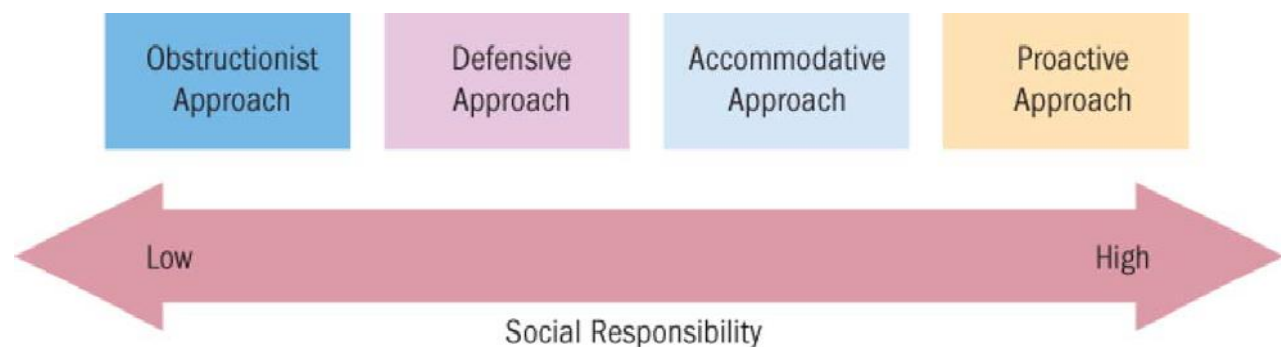 Obstructionist
Approach
Defensive
Approach
Accommodative
Approach
Proactive
Approach
Low
High
Social Responsibility